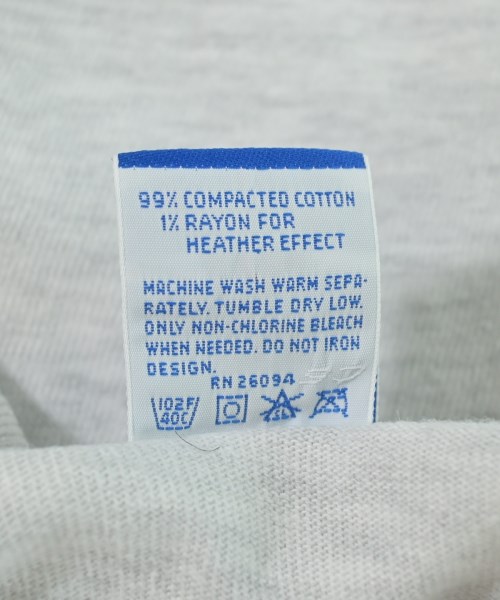 99% COMPACTED COTTON
1% RAYON FOR
HEATHER EFFECT
MACHINE WASH WARM SEPA-
RATELY. TUMBLE DRY LOW.
ONLY NON-CHLORINE BLEACH
WHEN NEEDED. DO NOT IRON
DESIGN.
RN 26094
102F
40C
CL